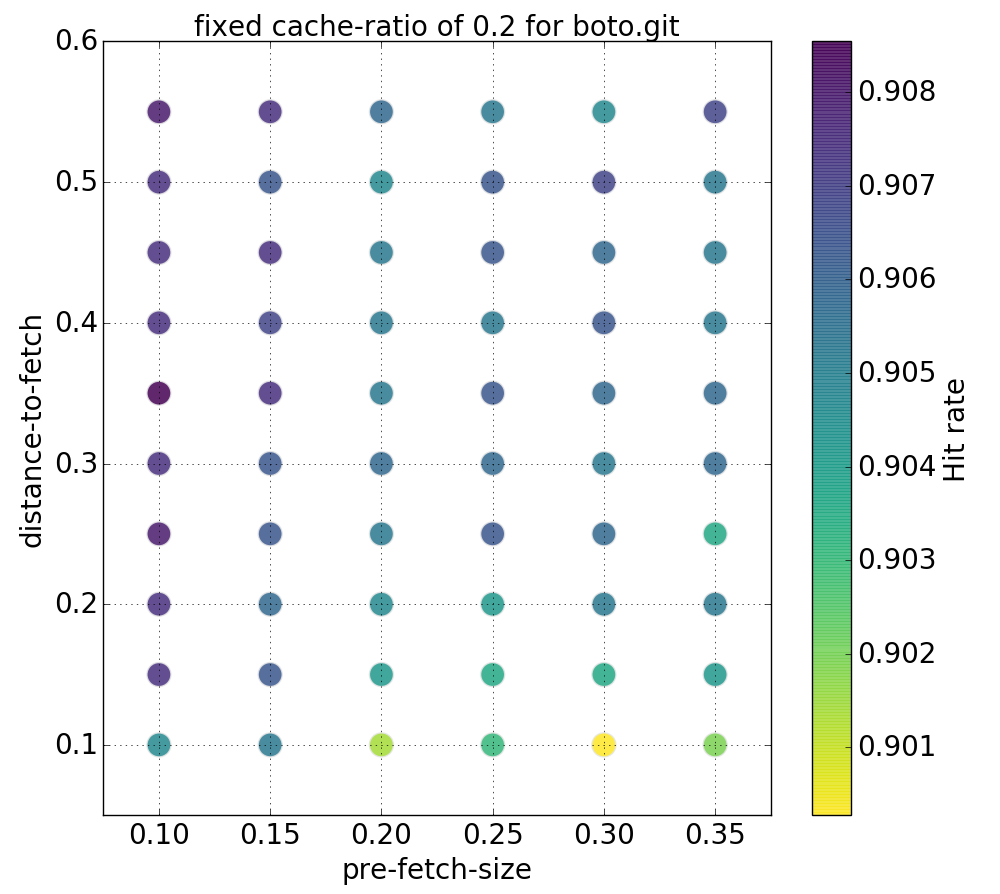 fixed cache-ratio of 0.2 for boto.git
0.6
0.5
0.4
0.3
0.2
0.1
distance-to-fetch
0.10 0.15 0.20 0.25 0.30 0.35
pre-fetch-size
0.908
0.907
0.906
0.905
0.904
0.903
0.902
0.901
Hit rate